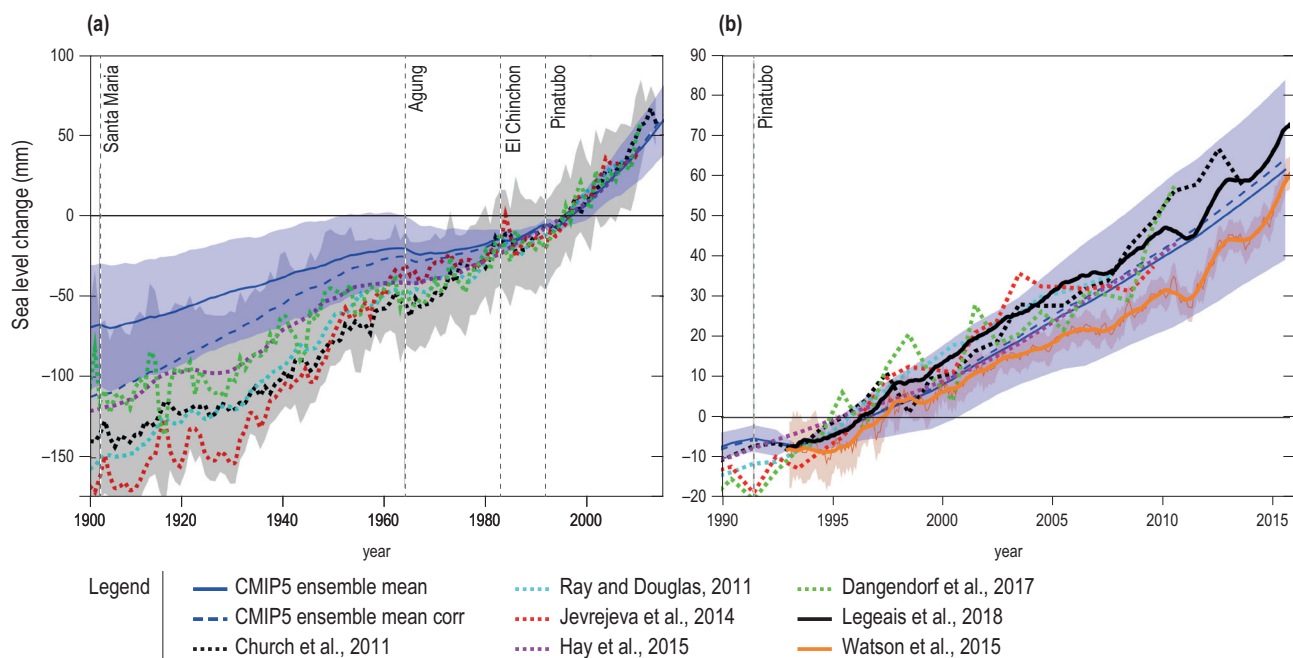 (a)
(b)
Sea level change (mm)
100
50
0
−50
−100
−150
Santa Maria
Agung
El Chinchon
Pinatubo
1900
1920
1940
1960
1980
2000
year
90
80
70
60
50
40
30
20
10
0
−10
−20
Pinatubo
1990
1995
2000
2005
2010
2015
year
Legend
CMIP5 ensemble mean
CMIP5 ensemble mean corr
Church et al., 2011
Ray and Douglas, 2011
Jevrejeva et al., 2014
Hay et al., 2015
Dangendorf et al., 2017
Legeais et al., 2018
Watson et al., 2015